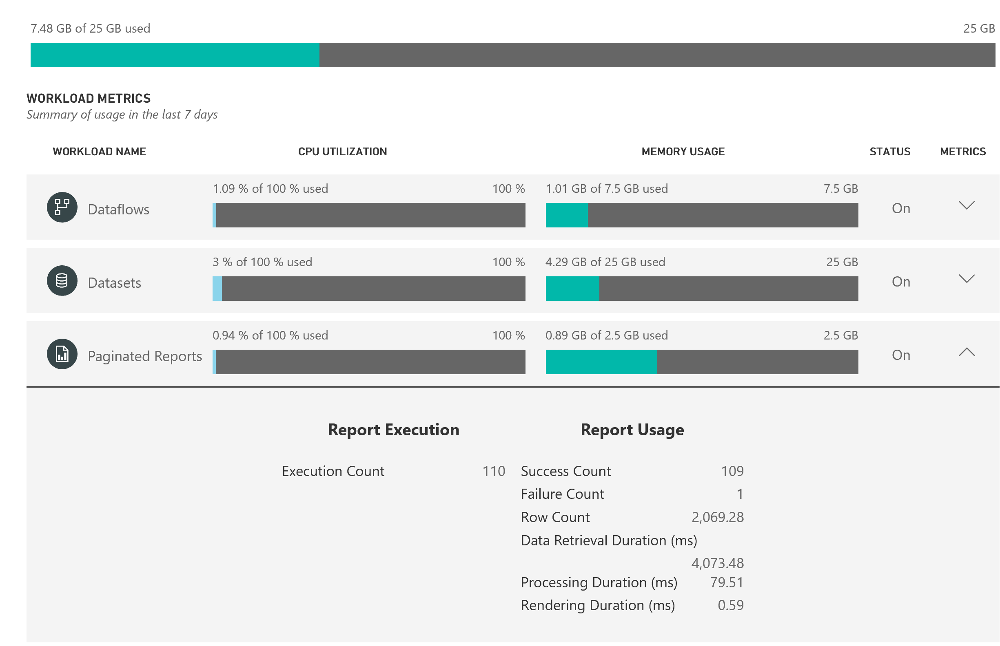 7.48 GB of 25 GB used 25 GB
WORKLOAD METRICS
Summary of usage in the last 7 days
WORKLOAD NAME CPU UTILIZATION MEMORY USAGE STATUS METRICS
1.09 % of 100 % used 100 % 1.01 GB of 7.5 GB used 7.5 GB
Dataflows On
3 % of 100 % used 100 % 4.29 GB of 25 GB used 25 GB
Datasets On
0.94 % of 100 % used 100 % 0.89 GB of 2.5 GB used 2.5 GB
Paginated Reports On
Report Execution Report Usage
Execution Count 110 Success Count 109
Failure Count 1
Row Count 2,069.28
Data Retrieval Duration (ms)
4,073.48
Processing Duration (ms) 79.51
Rendering Duration (ms) 0.59